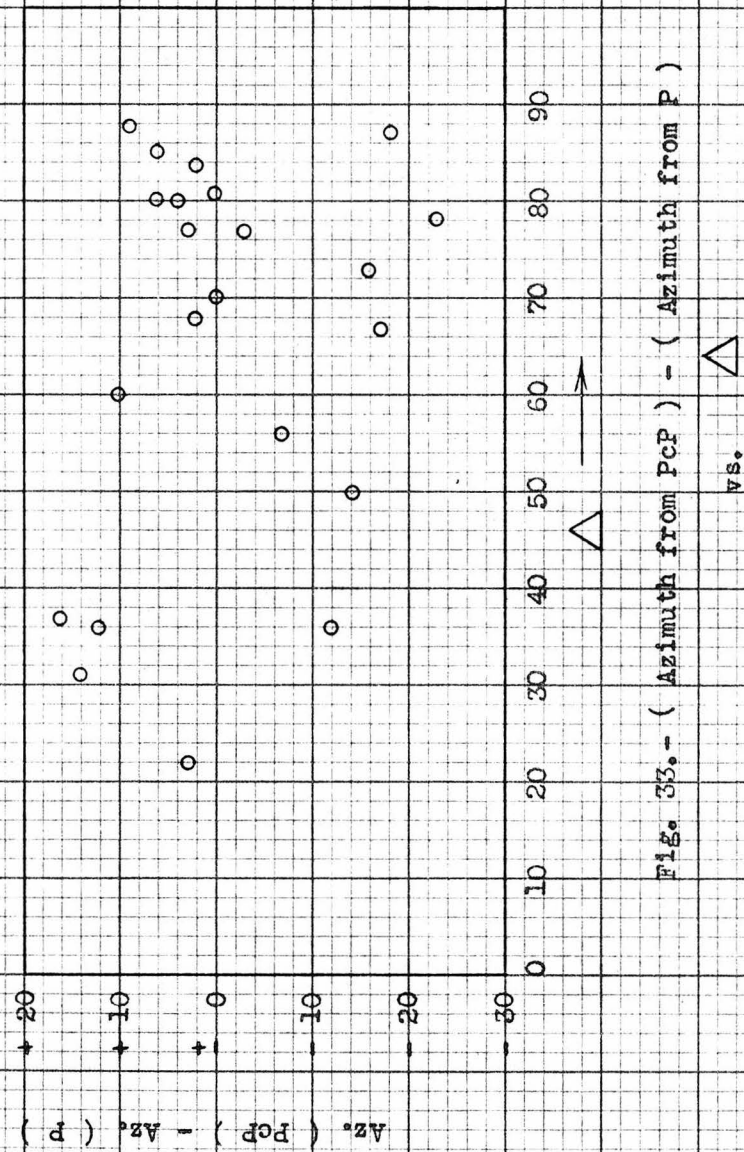 Az. ( PcP ) - Az. ( P )
+ 20
+ 10
+ 0
- 10
- 20
- 30
0 10 20 30 40 50 60 70 80 90
Δ →
Fig. 33.- ( Azimuth from PcP ) - ( Azimuth from P )
vs. Δ